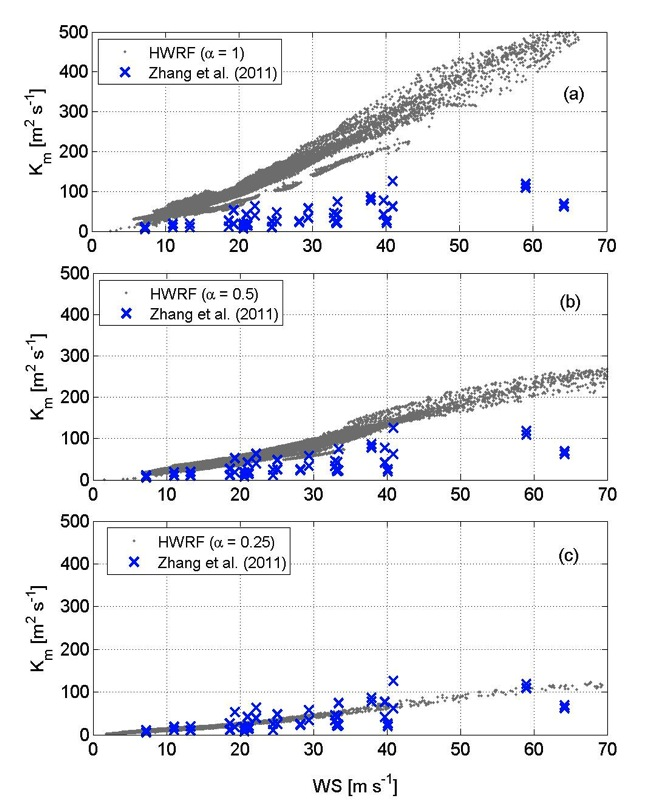 500
400
300
200
100
0
K_m [m² s⁻¹]
HWRF (α = 1)
Zhang et al. (2011)
(a)
0 10 20 30 40 50 60 70
500
400
300
200
100
0
K_m [m² s⁻¹]
HWRF (α = 0.5)
Zhang et al. (2011)
(b)
0 10 20 30 40 50 60 70
500
400
300
200
100
0
K_m [m² s⁻¹]
HWRF (α = 0.25)
Zhang et al. (2011)
(c)
0 10 20 30 40 50 60 70
WS [m s⁻¹]